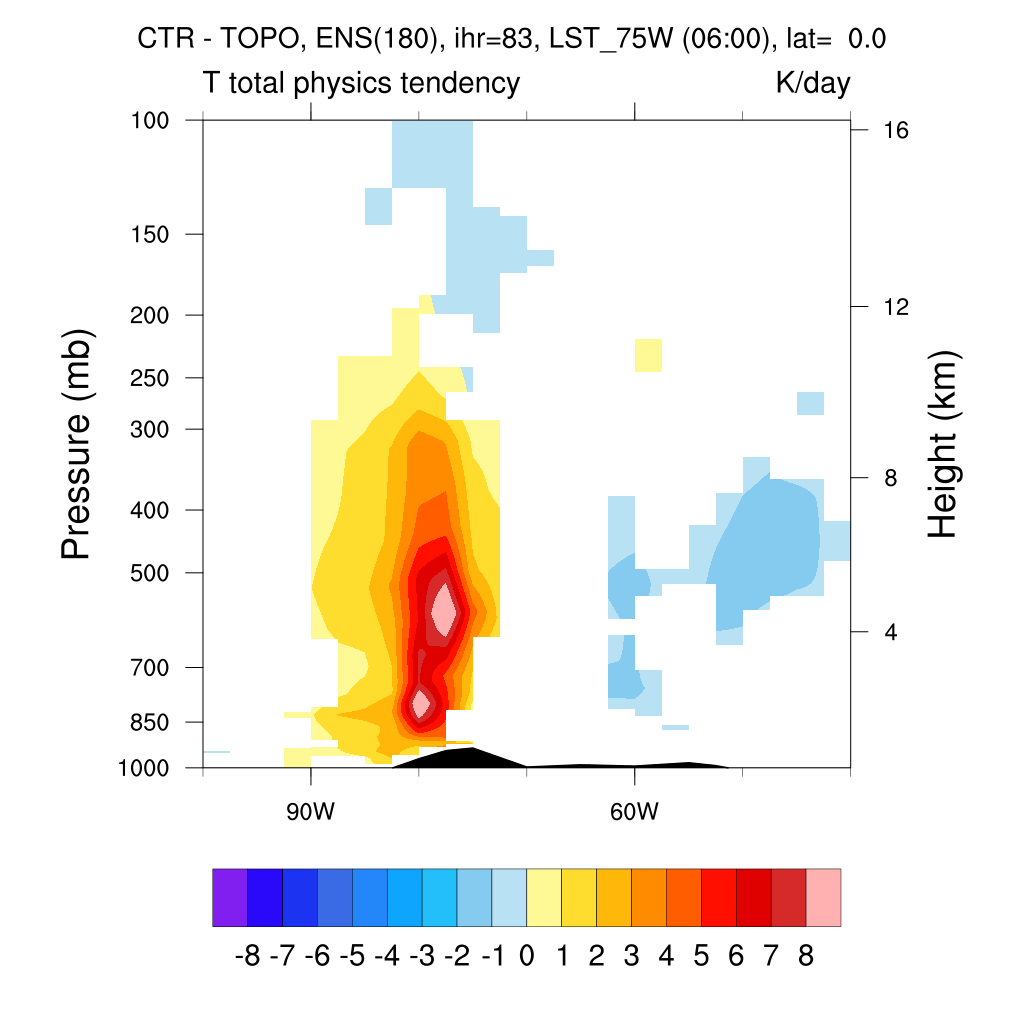 CTR - TOPO, ENS(180), ihr=83, LST_75W (06:00), lat=  0.0
T total physics tendency K/day
100
150
200
250
300
400
500
700
850
1000
Pressure (mb)
16
12
8
4
Height (km)
90W 60W
-8 -7 -6 -5 -4 -3 -2 -1 0 1 2 3 4 5 6 7 8